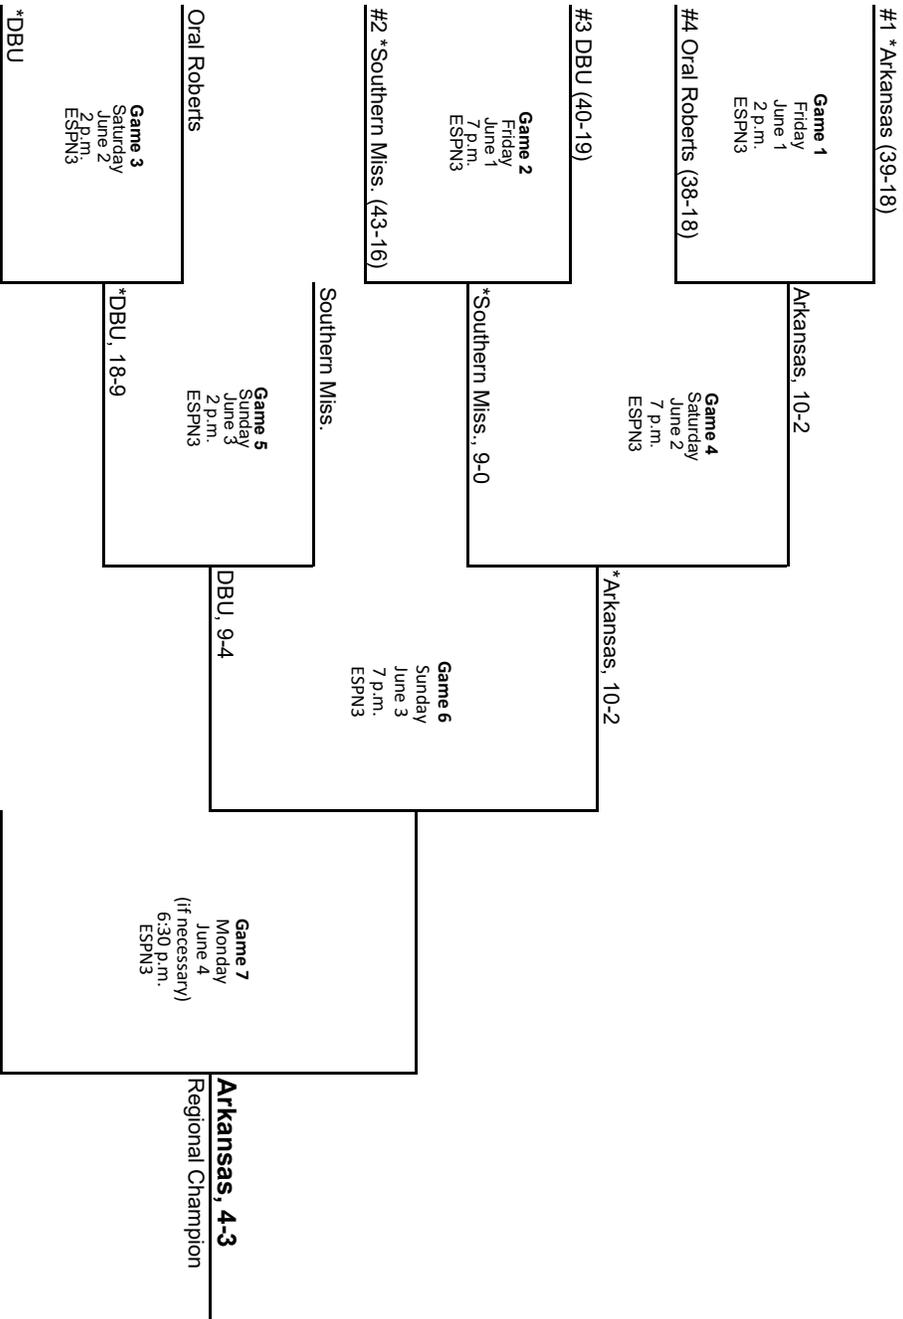 #1 *Arkansas (39-18)
Game 1
Friday
June 1
2 p.m.
ESPN3
#4 Oral Roberts (38-18)
#3 DBU (40-19)
Game 2
Friday
June 1
7 p.m.
ESPN3
#2 *Southern Miss. (43-16)
Oral Roberts
Game 3
Saturday
June 2
2 p.m.
ESPN3
*DBU
Arkansas, 10-2
Game 4
Saturday
June 2
7 p.m.
ESPN3
*Southern Miss., 9-0
Southern Miss.
Game 5
Sunday
June 3
2 p.m.
ESPN3
*DBU, 18-9
*Arkansas, 10-2
Game 6
Sunday
June 3
7 p.m.
ESPN3
DBU, 9-4
Game 7
Monday
June 4
(if necessary)
6:30 p.m.
ESPN3
Arkansas, 4-3
Regional Champion